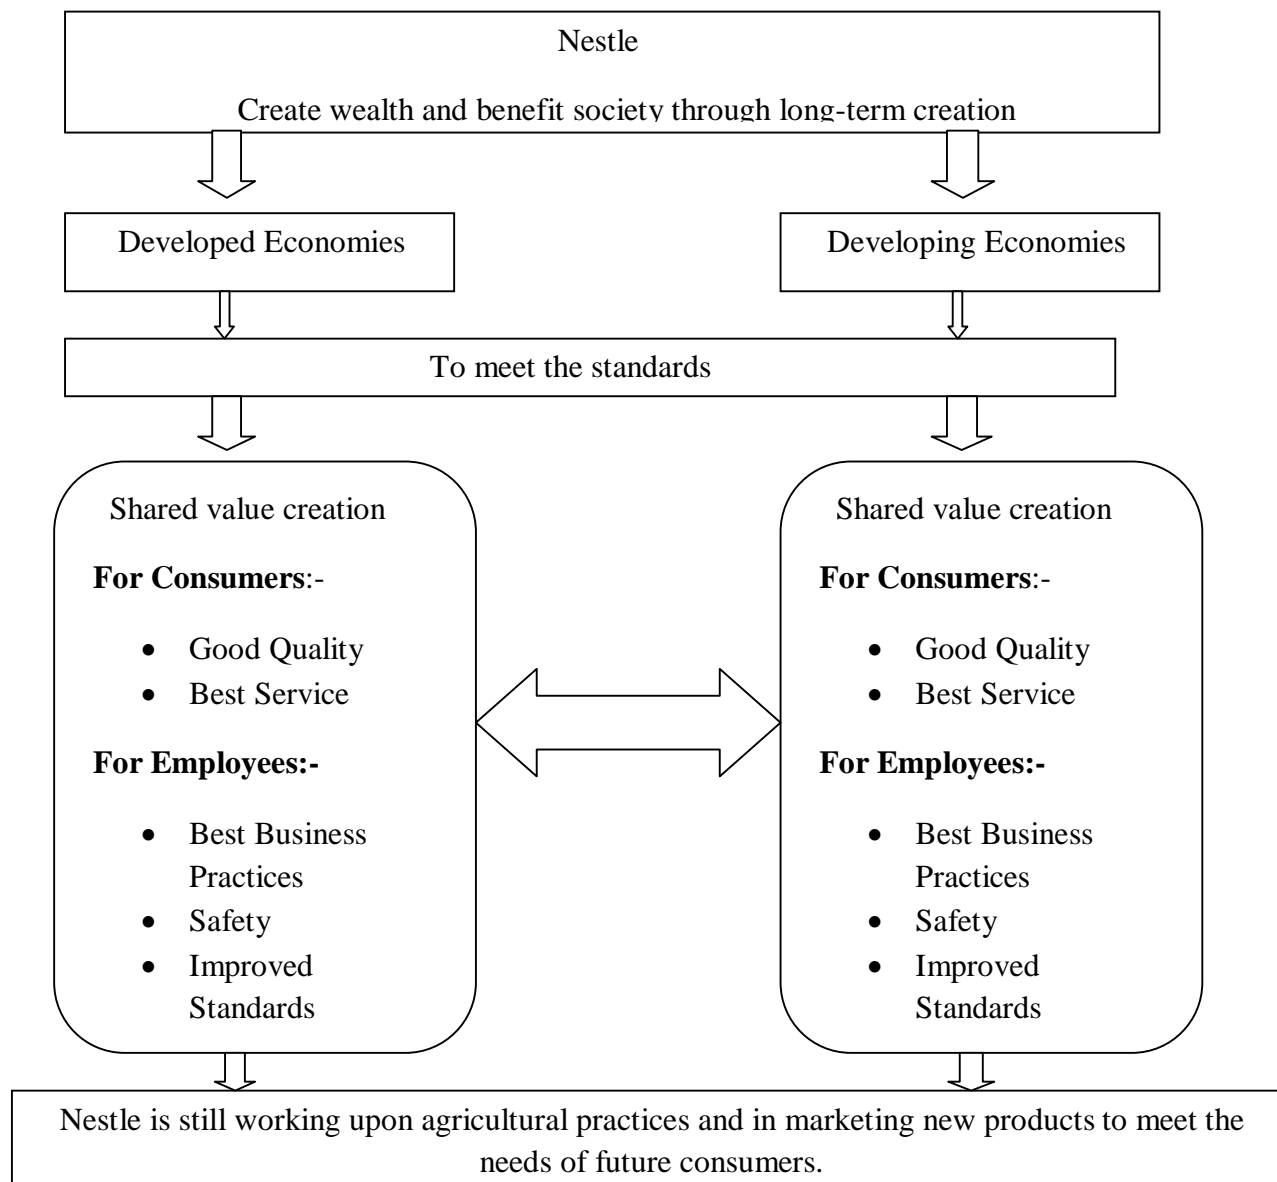 Nestle
Create wealth and benefit society through long-term creation
Developed Economies
Developing Economies
To meet the standards
Shared value creation
For Consumers:-
• Good Quality
• Best Service
For Employees:-
• Best Business
Practices
• Safety
• Improved
Standards
Shared value creation
For Consumers:-
• Good Quality
• Best Service
For Employees:-
• Best Business
Practices
• Safety
• Improved
Standards
Nestle is still working upon agricultural practices and in marketing new products to meet the
needs of future consumers.